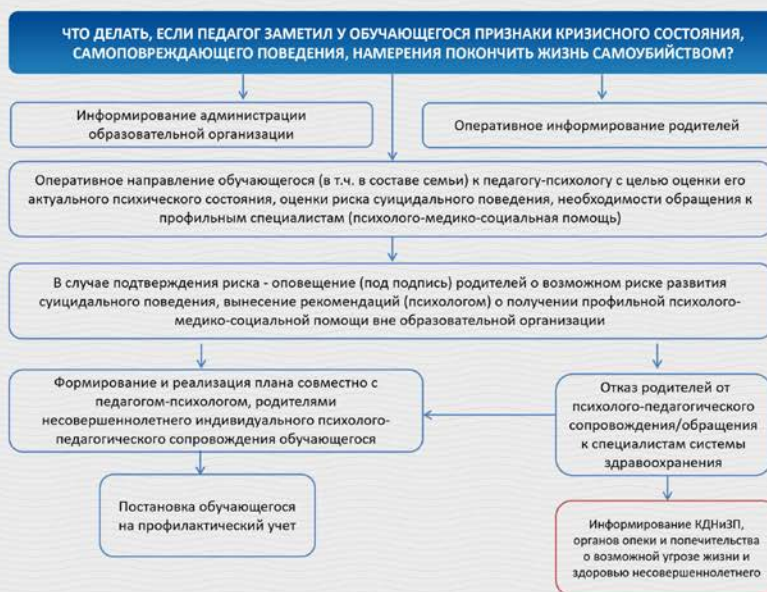 ЧТО ДЕЛАТЬ, ЕСЛИ ПЕДАГОГ ЗАМЕТИЛ У ОБУЧАЮЩЕГОСЯ ПРИЗНАКИ КРИЗИСНОГО СОСТОЯНИЯ,
САМОПОВРЕЖДАЮЩЕГО ПОВЕДЕНИЯ, НАМЕРЕНИЯ ПОКОНЧИТЬ ЖИЗНЬ САМОУБИЙСТВОМ?
Информирование администрации
образовательной организации
Оперативное информирование родителей
Оперативное направление обучающегося (в т.ч. в составе семьи) к педагогу-психологу с целью оценки его
актуального психического состояния, оценки риска суицидального поведения, необходимости обращения к
профильным специалистам (психолого-медико-социальная помощь)
В случае подтверждения риска - оповещение (под подпись) родителей о возможном риске развития
суицидального поведения, вынесение рекомендаций (психологом) о получении профильной психолого-
медико-социальной помощи вне образовательной организации
Формирование и реализация плана совместно с
педагогом-психологом, родителями
несовершеннолетнего индивидуального психолого-
педагогического сопровождения обучающегося
Отказ родителей от
психолого-педагогического
сопровождения/обращения
к специалистам системы
здравоохранения
Постановка обучающегося
на профилактический учет
Информирование КДНиЗП,
органов опеки и попечительства
о возможной угрозе жизни и
здоровью несовершеннолетнего